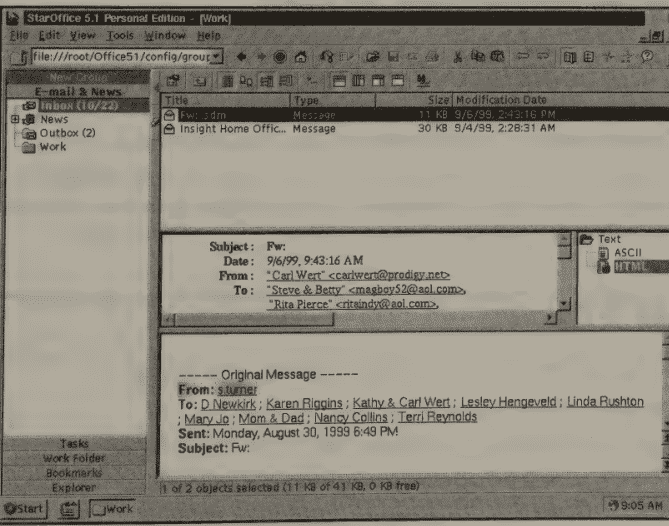 StarOffice 5.1 Personal Edition - [Work]
File Edit View Tools Window Help
file:///root/Office51/config/group
New Group
E-mail & News
Inbox (16/22)
News
Outbox (2)
Work
Title Type Size Modification Date
Fw: .sdm Message 11 KB 9/6/99, 2:43:16 PM
Insight Home Offic... Message 30 KB 9/4/99, 2:28:31 AM
Subject: Fw:
Date: 9/6/99, 9:43:16 AM
From: "Carl Wert" <carlwert@prodigy.net>
To: "Steve & Betty" <magboy52@aol.com>,
"Rita Pierce" <ritaindy@aol.com>,
Text
ASCII
HTML
----- Original Message -----
From: s.turner
To: D Newkirk ; Karen Riggins ; Kathy & Carl Wert ; Lesley Hengeveld ; Linda Rushton
; Mary Jo ; Mom & Dad ; Nancy Collins ; Terri Reynolds
Sent: Monday, August 30, 1999 6:49 PM
Subject: Fw:
Tasks
Work Folder
Bookmarks
Explorer
1 of 2 objects selected (11 KB of 41 KB, 0 KB free)
Start Work 9:05 AM